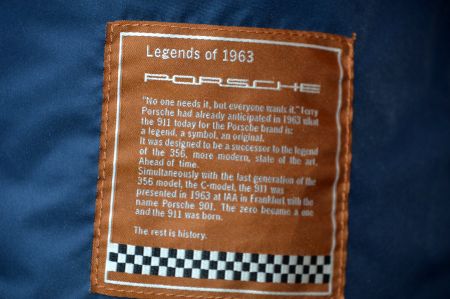 Legends of 1963
PORSCHE
"No one needs it, but everyone wants it." Ferry
Porsche had already anticipated in 1963 what
the 911 today for the Porsche brand is:
a legend, a symbol, an original.
It was designed to be a successor to the legend
of the 356, more modern, state of the art.
Ahead of time.
Simultaneously with the last generation of the
356 model, the C-model, the 911 was
presented in 1963 at IAA in Frankfurt with the
name Porsche 901. The zero became a one
and the 911 was born.
The rest is history.